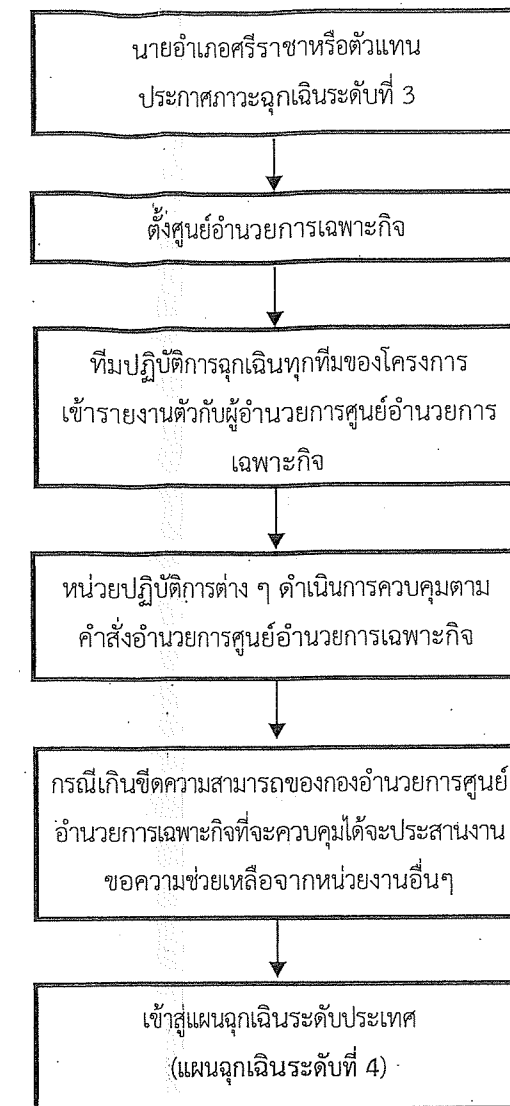 นายอำเภอศรีราชาหรือตัวแทน
ประกาศภาวะฉุกเฉินระดับที่ 3
ตั้งศูนย์อำนวยการเฉพาะกิจ
ทีมปฏิบัติการฉุกเฉินทุกทีมของโครงการ
เข้ารายงานตัวกับผู้อำนวยการศูนย์อำนวยการ
เฉพาะกิจ
หน่วยปฏิบัติการต่าง ๆ ดำเนินการควบคุมตาม
คำสั่งอำนวยการศูนย์อำนวยการเฉพาะกิจ
กรณีเกินขีดความสามารถของกองอำนวยการศูนย์
อำนวยการเฉพาะกิจที่จะควบคุมได้จะประสานงาน
ขอความช่วยเหลือจากหน่วยงานอื่นๆ
เข้าสู่แผนฉุกเฉินระดับประเทศ
(แผนฉุกเฉินระดับที่ 4)